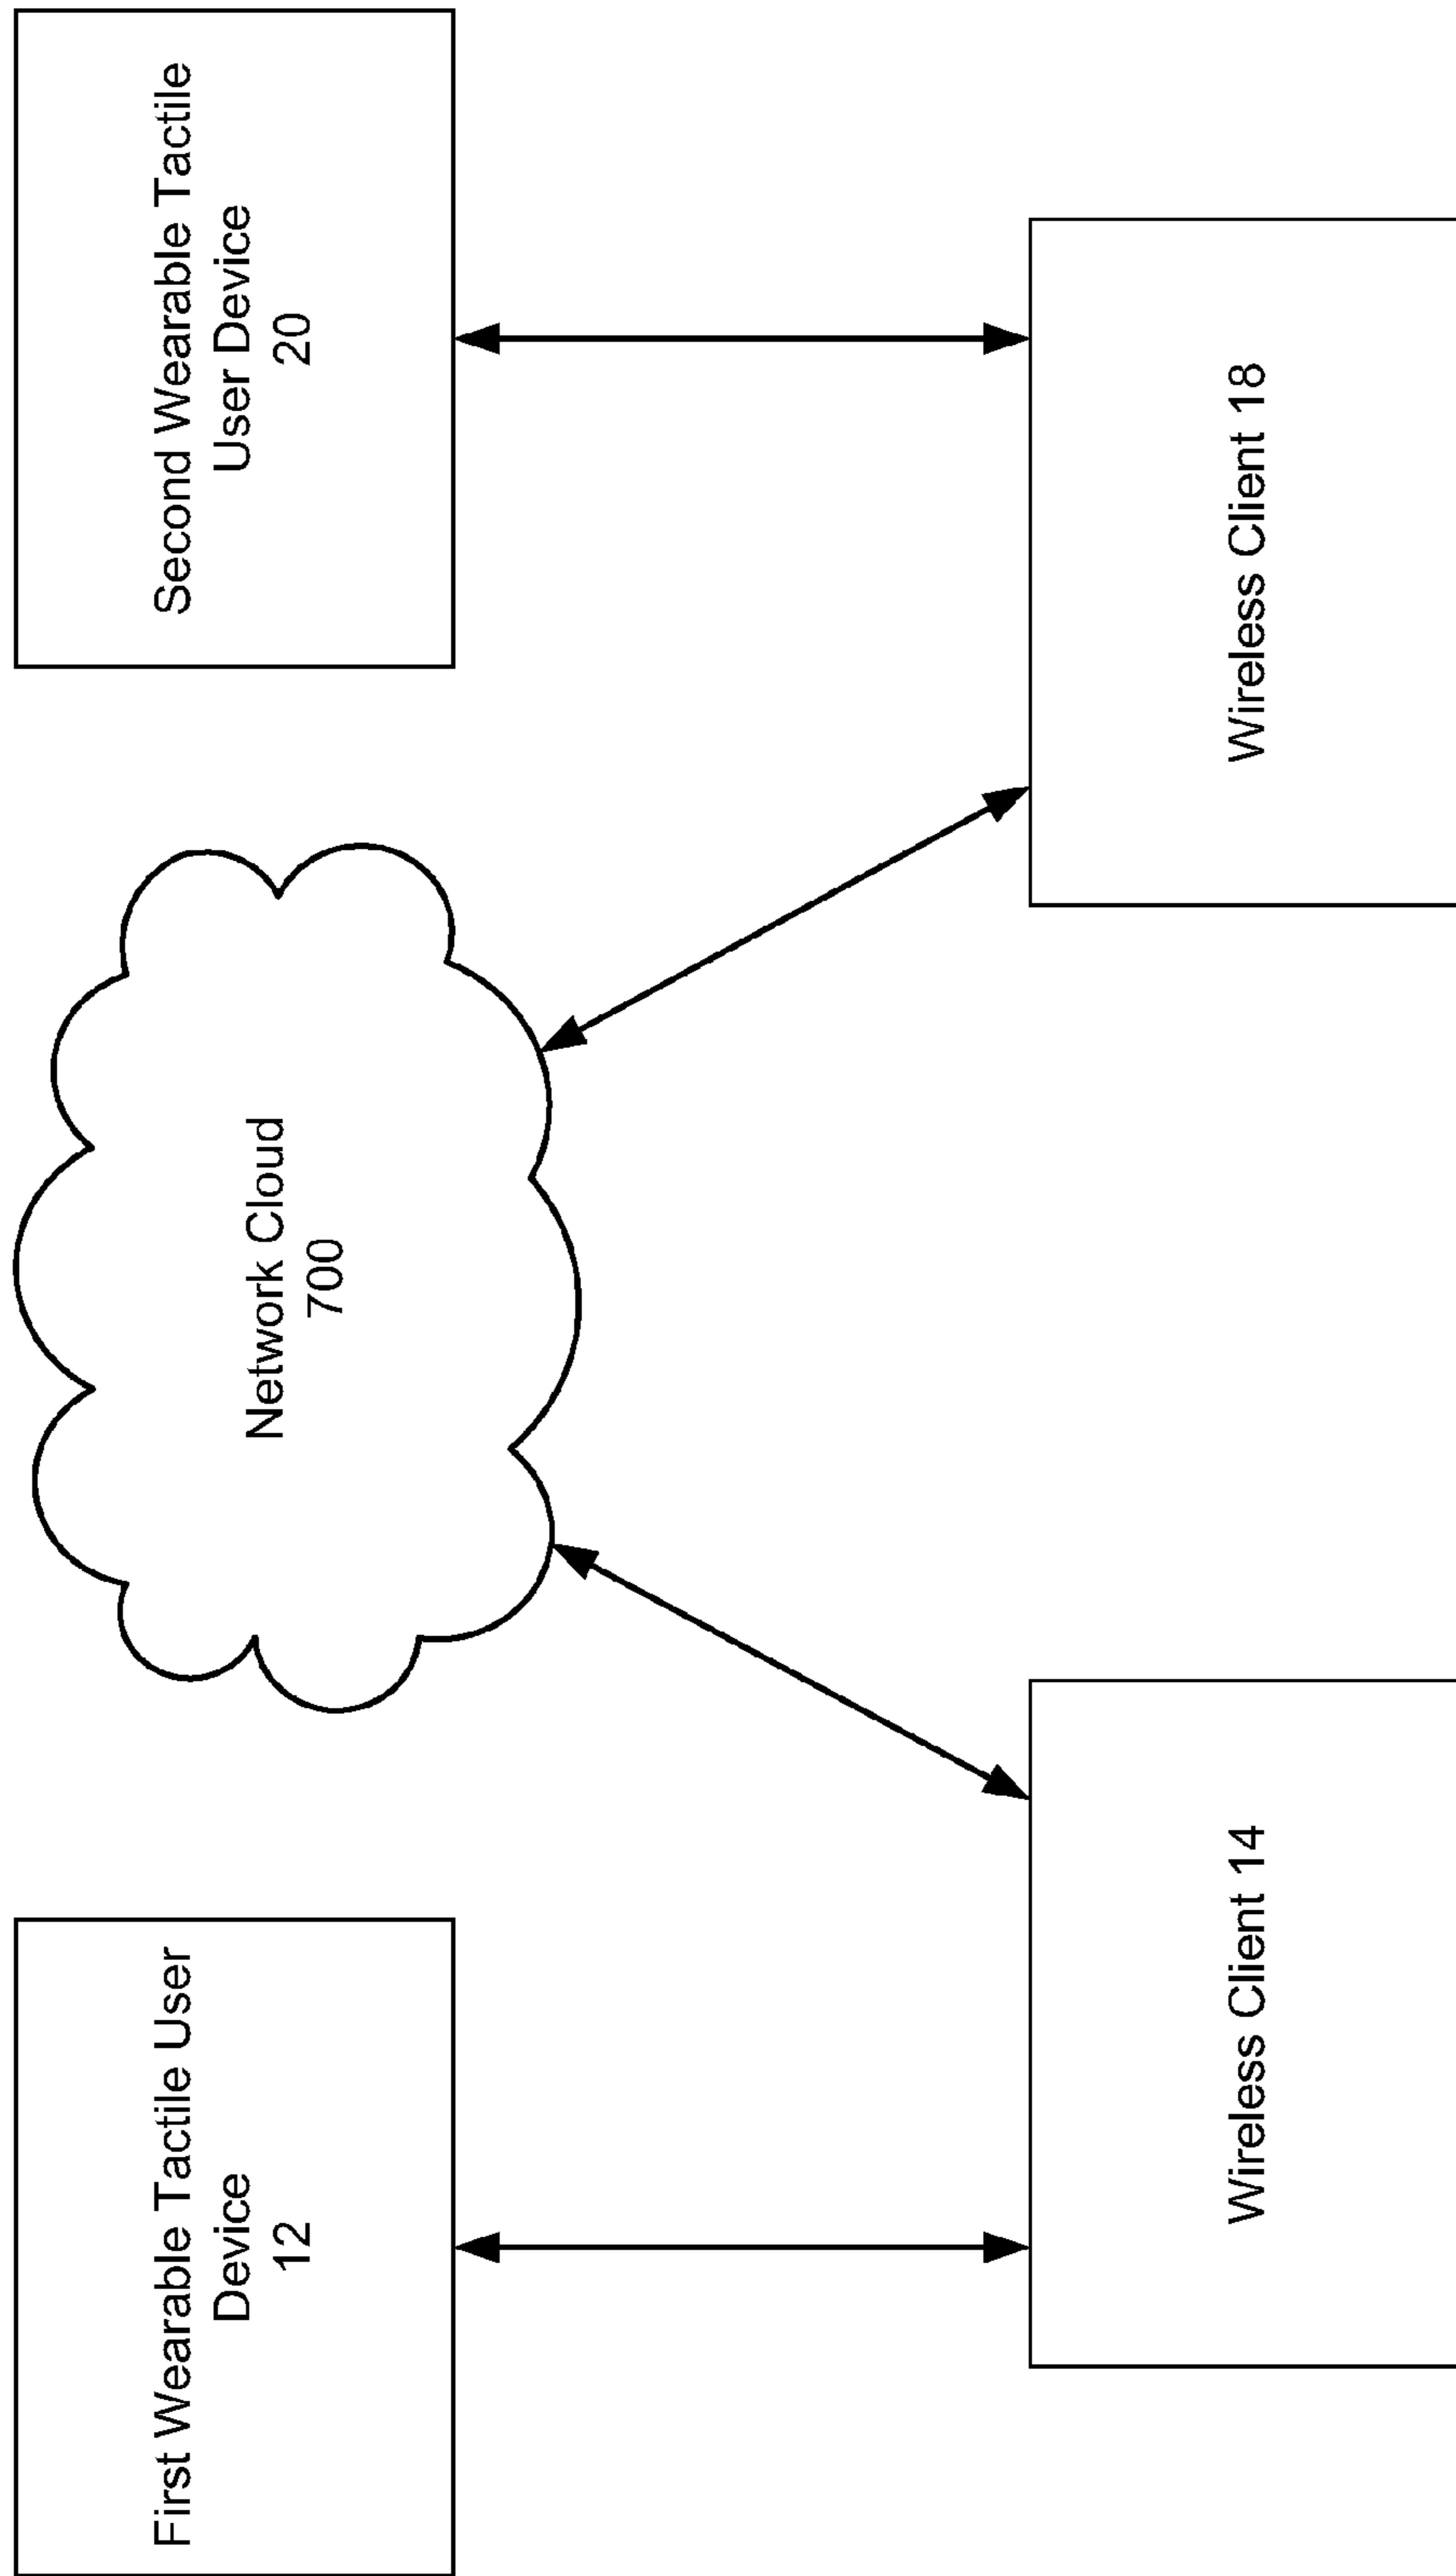 First Wearable Tactile User
Device
12
Network Cloud
700
Second Wearable Tactile
User Device
20
Wireless Client 14
Wireless Client 18